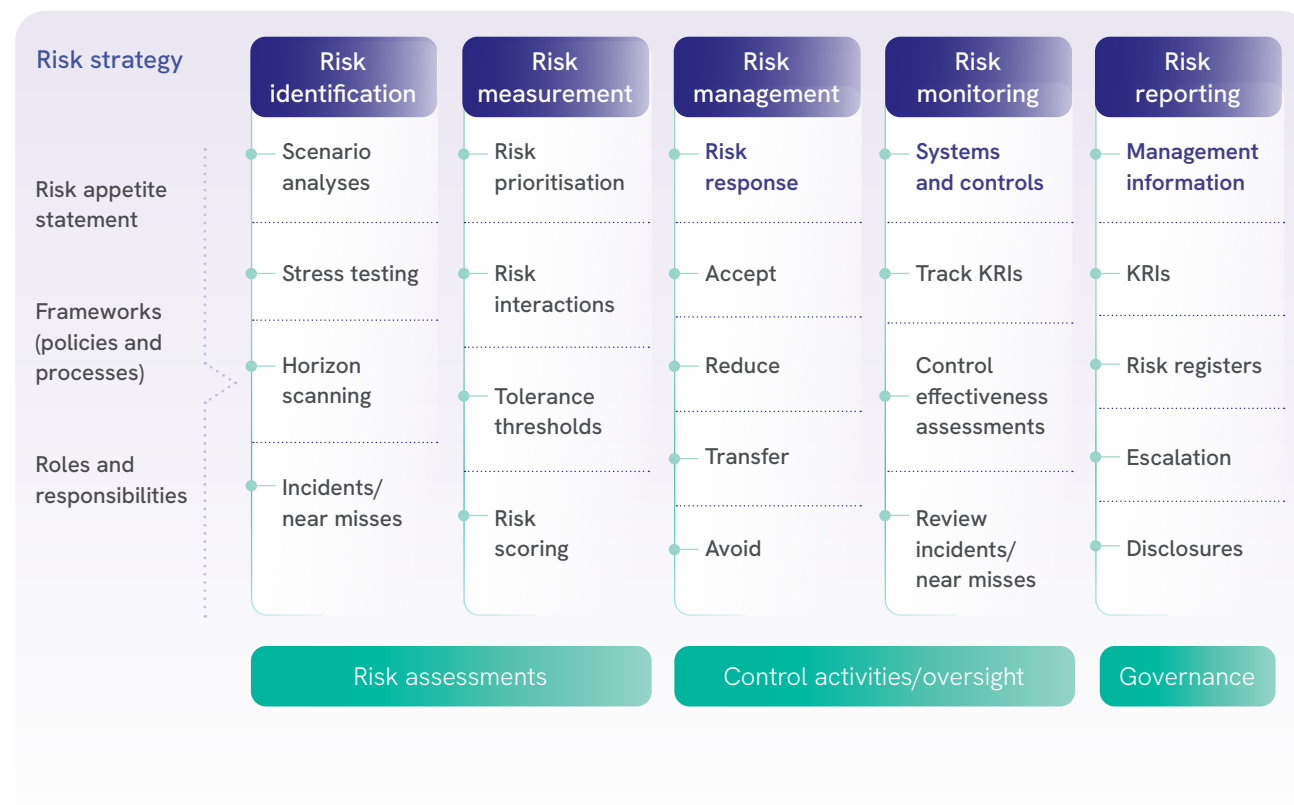 Risk strategy
Risk appetite
statement
Frameworks
(policies and
processes)
Roles and
responsibilities
Risk
identification
Scenario
analyses
Stress testing
Horizon
scanning
Incidents/
near misses
Risk
measurement
Risk
prioritisation
Risk
interactions
Tolerance
thresholds
Risk
scoring
Risk
management
Risk
response
Accept
Reduce
Transfer
Avoid
Risk
monitoring
Systems
and controls
Track KRIs
Control
effectiveness
assessments
Review
incidents/
near misses
Risk
reporting
Management
information
KRIs
Risk registers
Escalation
Disclosures
Risk assessments
Control activities/oversight
Governance